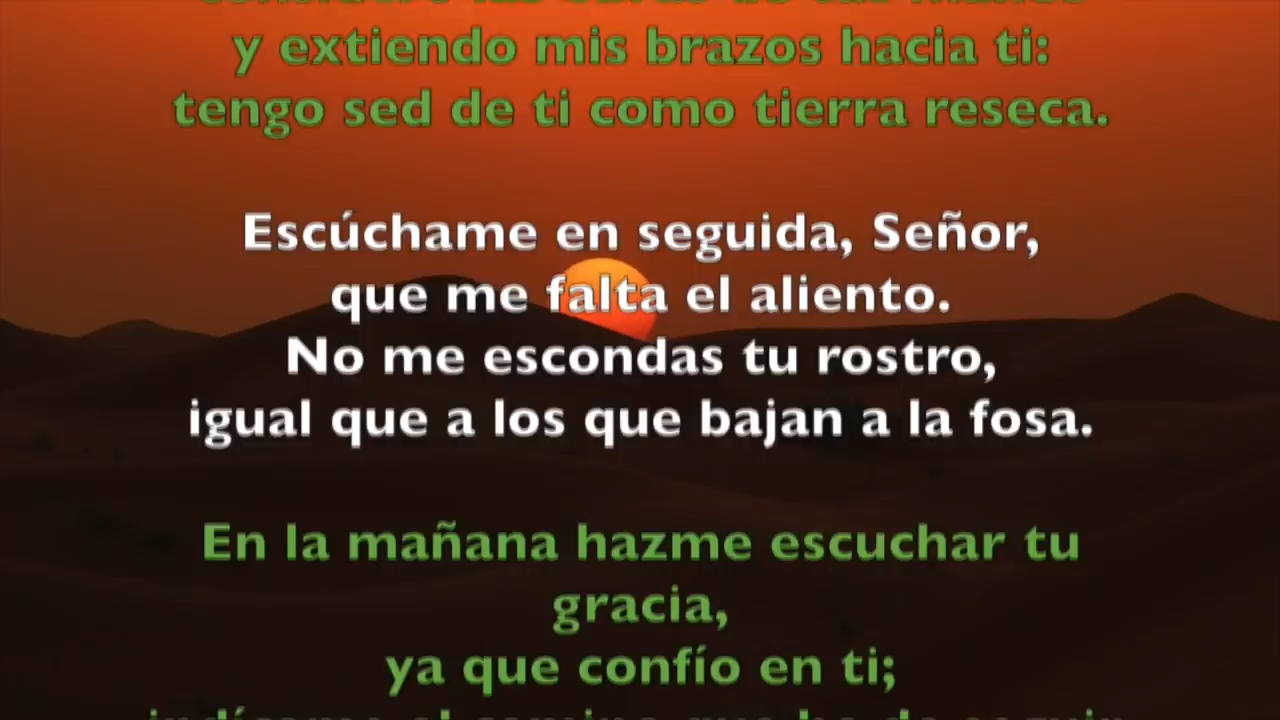 y extiendo mis brazos hacia ti:
tengo sed de ti como tierra reseca.
Escúchame en seguida, Señor,
que me falta el aliento.
No me escondas tu rostro,
igual que a los que bajan a la fosa.
En la mañana hazme escuchar tu
gracia,
ya que confío en ti;